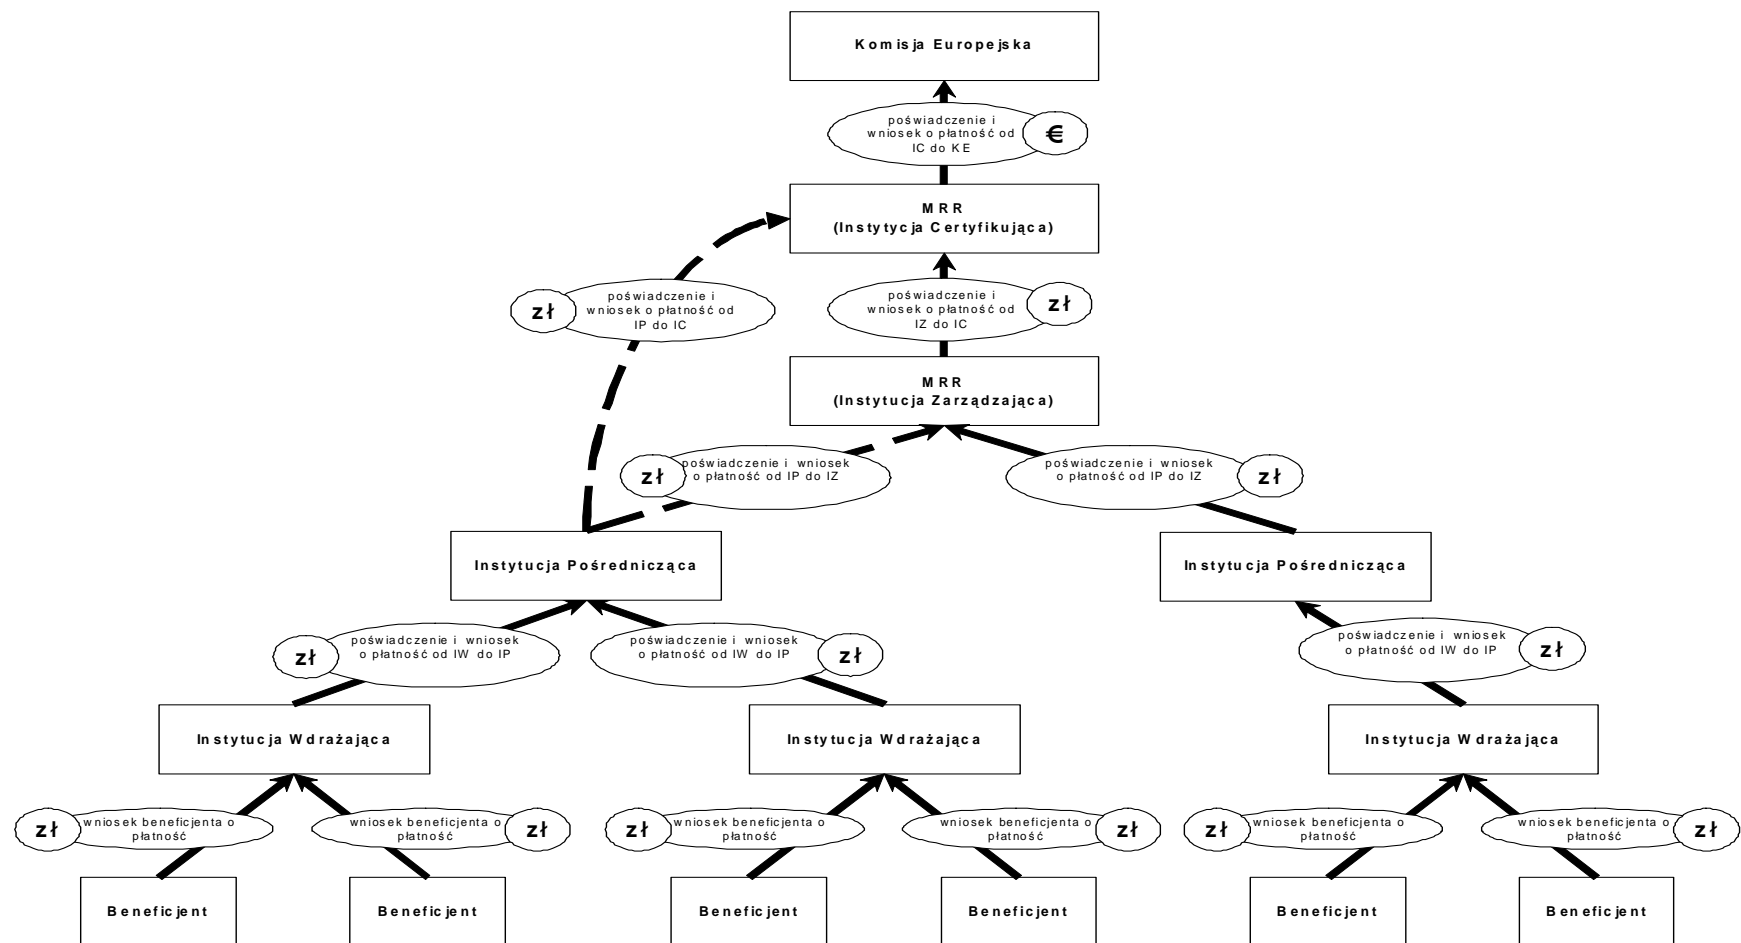 Komisja Europejska
poświadczenie i
wniosek o płatność od
IC do KE
€
MRR
(Instytycja Certyfikująca)
zł
poświadczenie i
wniosek o płatność od
IP do IC
poświadczenie i
wniosek o płatność od
IZ do IC
zł
MRR
(Instytucja Zarządzająca)
zł
poświadczenie i wniosek
o płatność od IP do IZ
poświadczenie i wniosek
o płatność od IP do IZ
zł
Instytucja Pośrednicząca
Instytucja Pośrednicząca
zł
poświadczenie i wniosek
o płatność od IW do IP
poświadczenie i wniosek
o płatność od IW do IP
zł
poświadczenie i wniosek
o płatność od IW do IP
zł
Instytucja Wdrażająca
Instytucja Wdrażająca
Instytucja Wdrażająca
zł
wniosek beneficjenta o
płatność
wniosek beneficjenta o
płatność
zł
zł
wniosek beneficjenta o
płatność
wniosek beneficjenta o
płatność
zł
zł
wniosek beneficjenta o
płatność
wniosek beneficjenta o
płatność
zł
Beneficjent
Beneficjent
Beneficjent
Beneficjent
Beneficjent
Beneficjent